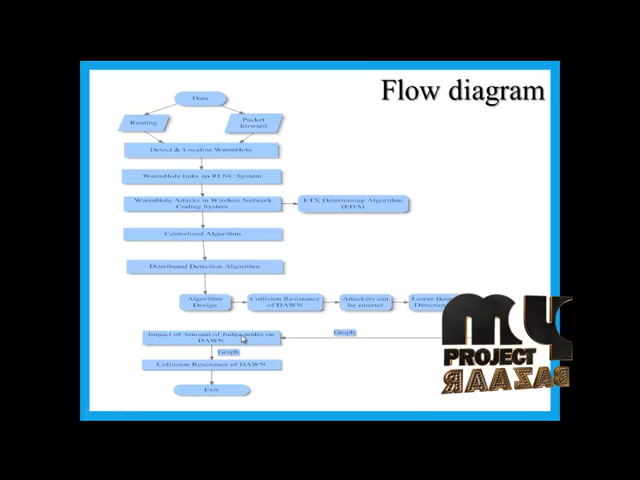 Flow diagram
Data
Routing
Packet
Forward
Detect & Localize WarmHole
WarmHole links on RENC System
WarmHole Attacks in Wireless Network
Coding System
ETX Determining Algorithm
(EDA)
Centralized Algorithm
Distributed Detection Algorithm
Algorithm
Design
Collision Resistance
of DAWN
Attackers can
be smarter
Lower
Detection
Graph
Impact of Amount of Judge nodes on
DAWN
Graph
Collision Resistance of DAWN
Exit
MY
PROJECT
BAZAAR